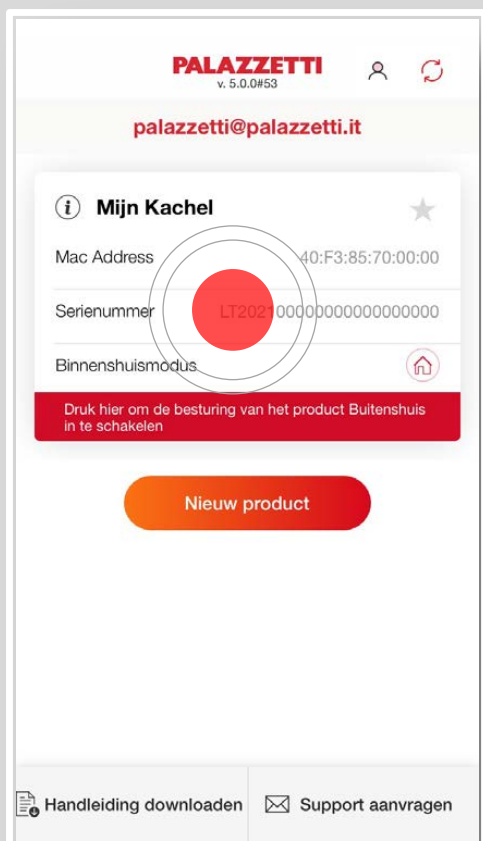 PALAZZETTI
v. 5.0.0#53
palazzetti@palazzetti.it
Mijn Kachel
Mac Address 40:F3:85:70:00:00
Serienummer LT202100000000000000000
Binnenshuismodus
Druk hier om de besturing van het product Buitenshuis
in te schakelen
Nieuw product
Handleiding downloaden
Support aanvragen